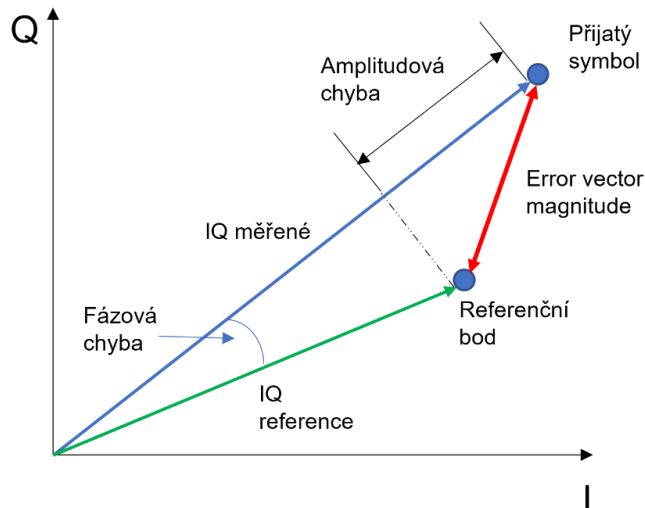 Q
Přijatý
symbol
Amplitudová
chyba
Error vector
magnitude
IQ měřené
Fázová
chyba
Referenční
bod
IQ
reference
I